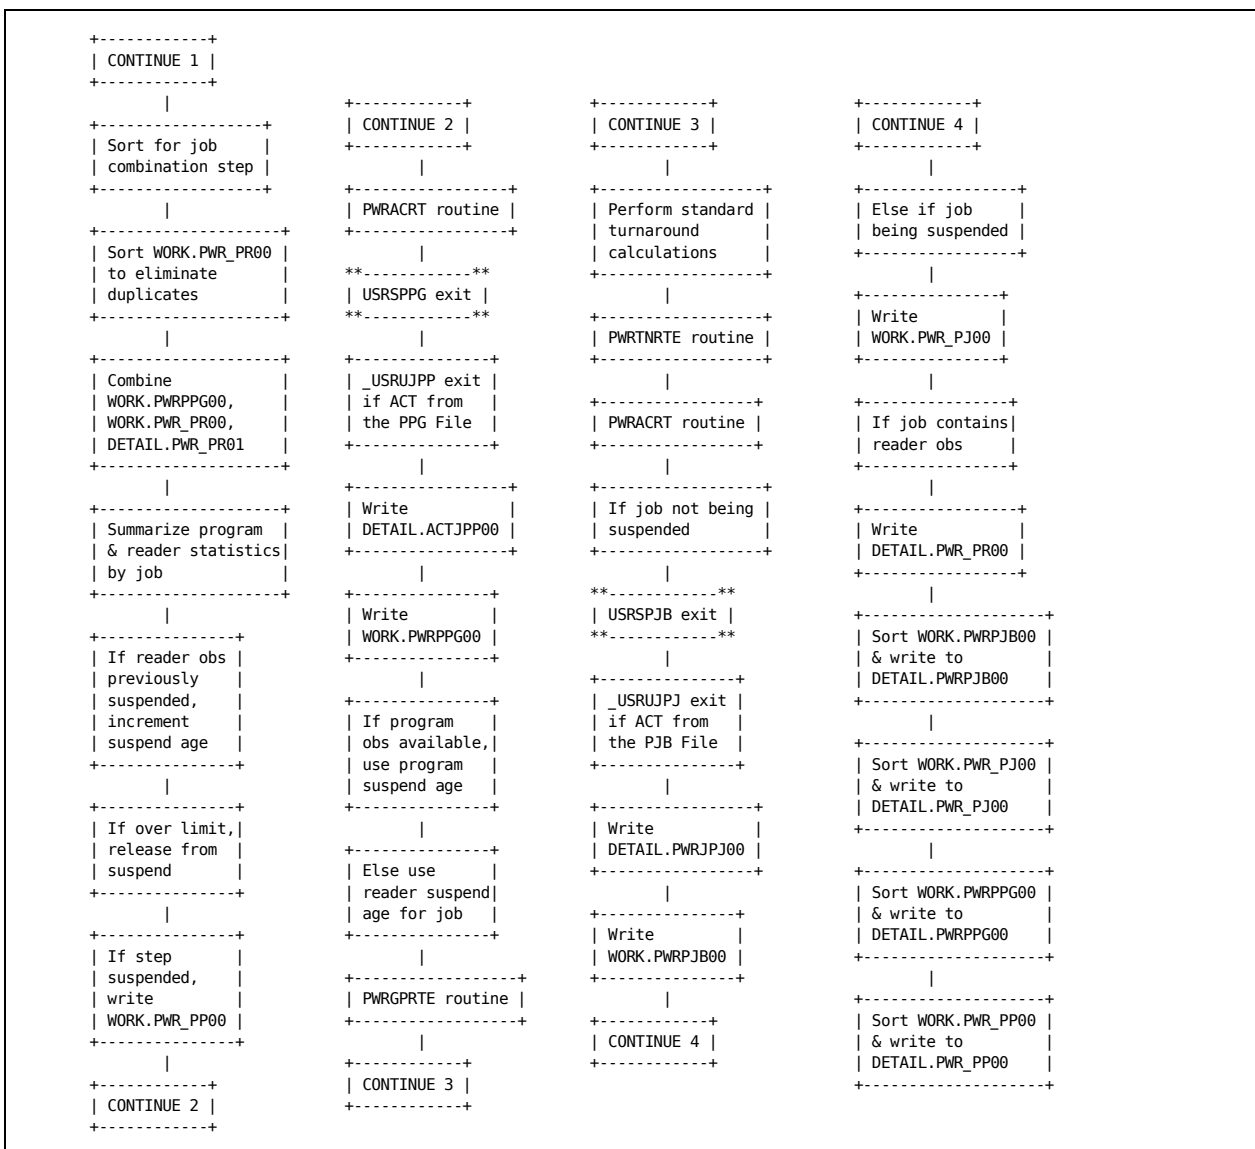 CONTINUE 1
Sort for job
combination step
Sort WORK.PWR_PR00
to eliminate
duplicates
Combine
WORK.PWRPPG00,
WORK.PWR_PR00,
DETAIL.PWR_PR01
Summarize program
& reader statistics
by job
If reader obs
previously
suspended,
increment
suspend age
If over limit,
release from
suspend
If step
suspended,
write
WORK.PWR_PP00
CONTINUE 2
CONTINUE 2
PWRACRT routine
USRSPPG exit
_USRUJPP exit
if ACT from
the PPG File
Write
DETAIL.ACTJPP00
Write
WORK.PWRPPG00
If program
obs available,
use program
suspend age
Else use
reader suspend
age for job
PWRGPRTE routine
CONTINUE 3
CONTINUE 3
Perform standard
turnaround
calculations
PWRTNRTE routine
PWRACRT routine
If job not being
suspended
USRSPJB exit
_USRUJPJ exit
if ACT from
the PJB File
Write
DETAIL.PWRJPJ00
Write
WORK.PWRPJB00
CONTINUE 4
CONTINUE 4
Else if job
being suspended
Write
WORK.PWR_PJ00
If job contains
reader obs
Write
DETAIL.PWR_PR00
Sort WORK.PWRPJB00
& write to
DETAIL.PWRPJB00
Sort WORK.PWR_PJ00
& write to
DETAIL.PWR_PJ00
Sort WORK.PWRPPG00
& write to
DETAIL.PWRPPG00
Sort WORK.PWR_PP00
& write to
DETAIL.PWR_PP00